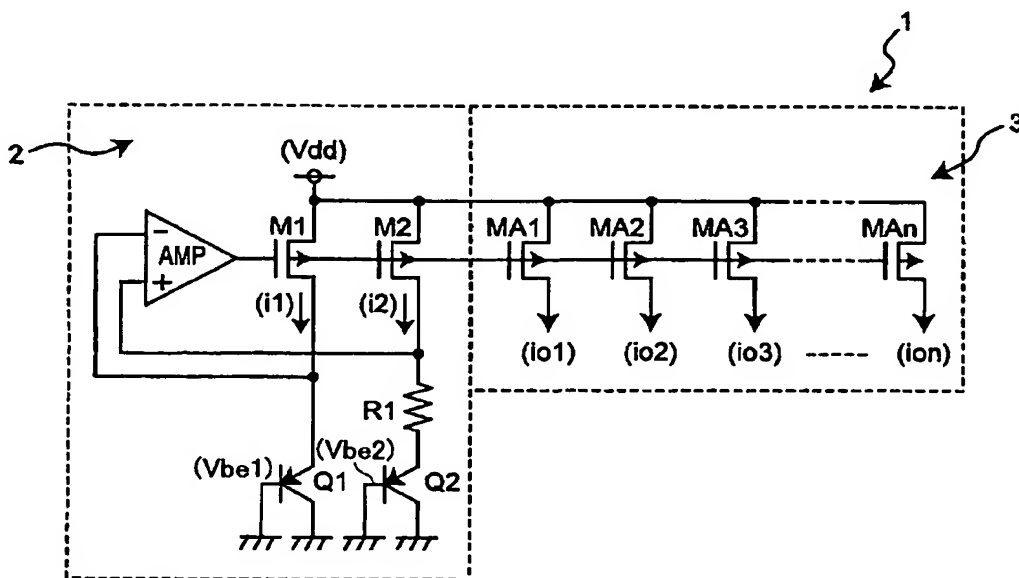 1
2
3
(Vdd)
M1
M2
MA1
MA2
MA3
MAn
−
AMP
+
(i1)
(i2)
(io1)
(io2)
(io3)
(ion)
R1
(Vbe1)
(Vbe2)
Q1
Q2